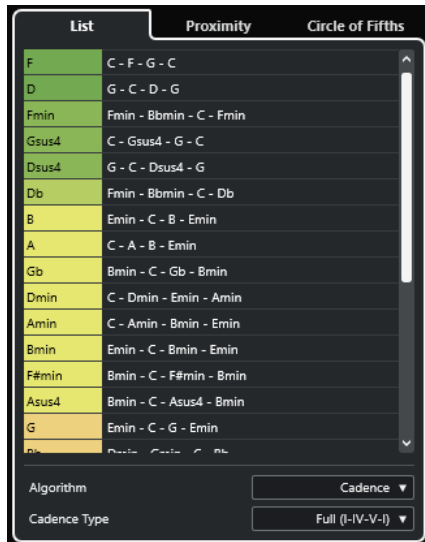 List Proximity Circle of Fifths
F C - F - G - C
D G - C - D - G
Fmin Fmin - Bbmin - C - Fmin
Gsus4 C - Gsus4 - G - C
Dsus4 G - C - Dsus4 - G
Db Fmin - Bbmin - C - Db
B Emin - C - B - Emin
A C - A - B - Emin
Gb Bmin - C - Gb - Bmin
Dmin C - Dmin - Emin - Amin
Amin C - Amin - Bmin - Emin
Bmin Emin - C - Bmin - Emin
F#min Bmin - C - F#min - Bmin
Asus4 Bmin - C - Asus4 - Bmin
G Emin - C - G - Emin
Algorithm Cadence
Cadence Type Full (I-IV-V-I)